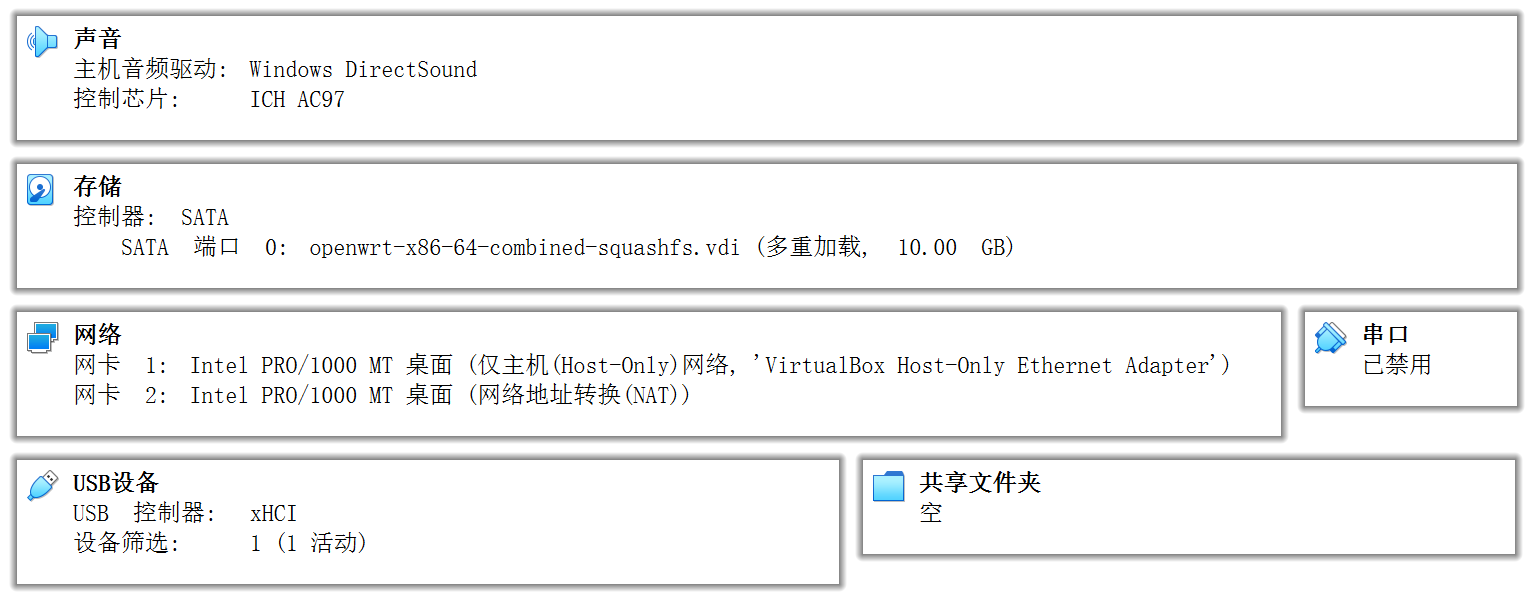 声音
主机音频驱动: Windows DirectSound
控制芯片: ICH AC97
存储
控制器: SATA
SATA 端口 0: openwrt-x86-64-combined-squashfs.vdi (多重加载, 10.00 GB)
网络
网卡 1: Intel PRO/1000 MT 桌面 (仅主机(Host-Only)网络, 'VirtualBox Host-Only Ethernet Adapter')
网卡 2: Intel PRO/1000 MT 桌面 (网络地址转换(NAT))
串口
已禁用
USB设备
USB 控制器: xHCI
设备筛选: 1 (1 活动)
共享文件夹
空